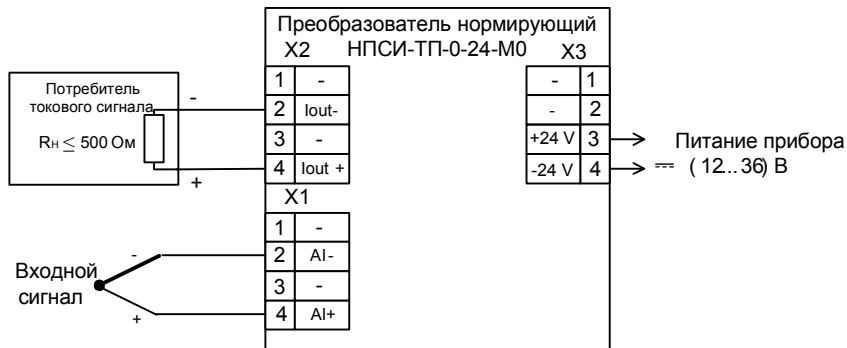 Преобразователь нормирующий
X2 НПСИ-ТП-0-24-М0 X3
Потребитель
токового сигнала
Rн ≤ 500 Ом
-
+
1 -
2 Iout-
3 -
4 Iout +
- 1
- 2
+24 V 3
-24 V 4
Питание прибора
( 12... 36) В
X1
1 -
2 AI-
3 -
4 AI+
Входной
сигнал
-
+